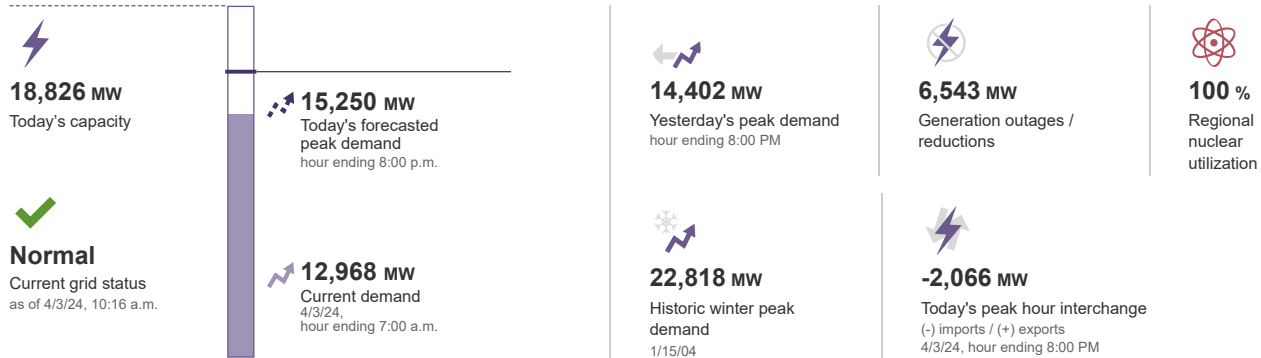 18,826 MW
Today's capacity
Normal
Current grid status
as of 4/3/24, 10:16 a.m.
15,250 MW
Today's forecasted
peak demand
hour ending 8:00 p.m.
12,968 MW
Current demand
4/3/24,
hour ending 7:00 a.m.
14,402 MW
Yesterday's peak demand
hour ending 8:00 PM
6,543 MW
Generation outages /
reductions
100 %
Regional
nuclear
utilization
22,818 MW
Historic winter peak
demand
1/15/04
-2,066 MW
Today's peak hour interchange
(-) imports / (+) exports
4/3/24, hour ending 8:00 PM